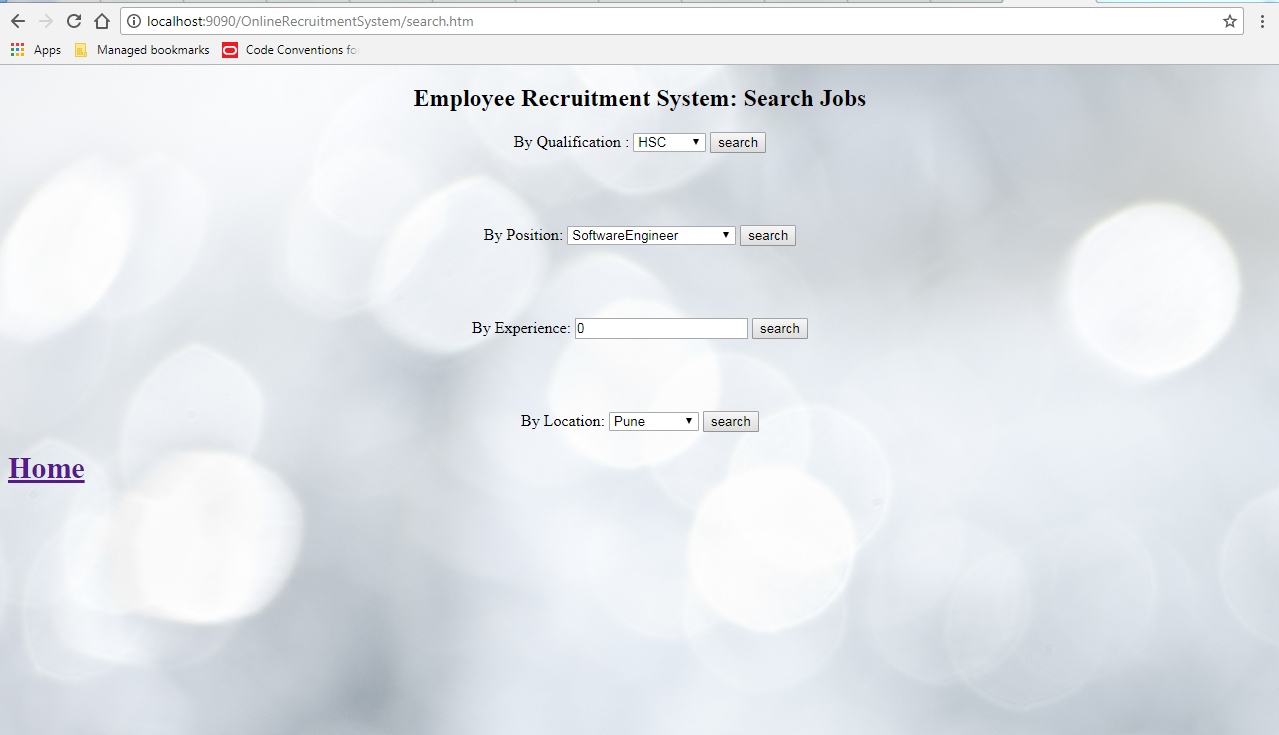 localhost:9090/OnlineRecruitmentSystem/search.htm
Apps Managed bookmarks Code Conventions fo
Employee Recruitment System: Search Jobs
By Qualification : HSC search
By Position: SoftwareEngineer search
By Experience: 0 search
By Location: Pune search
Home